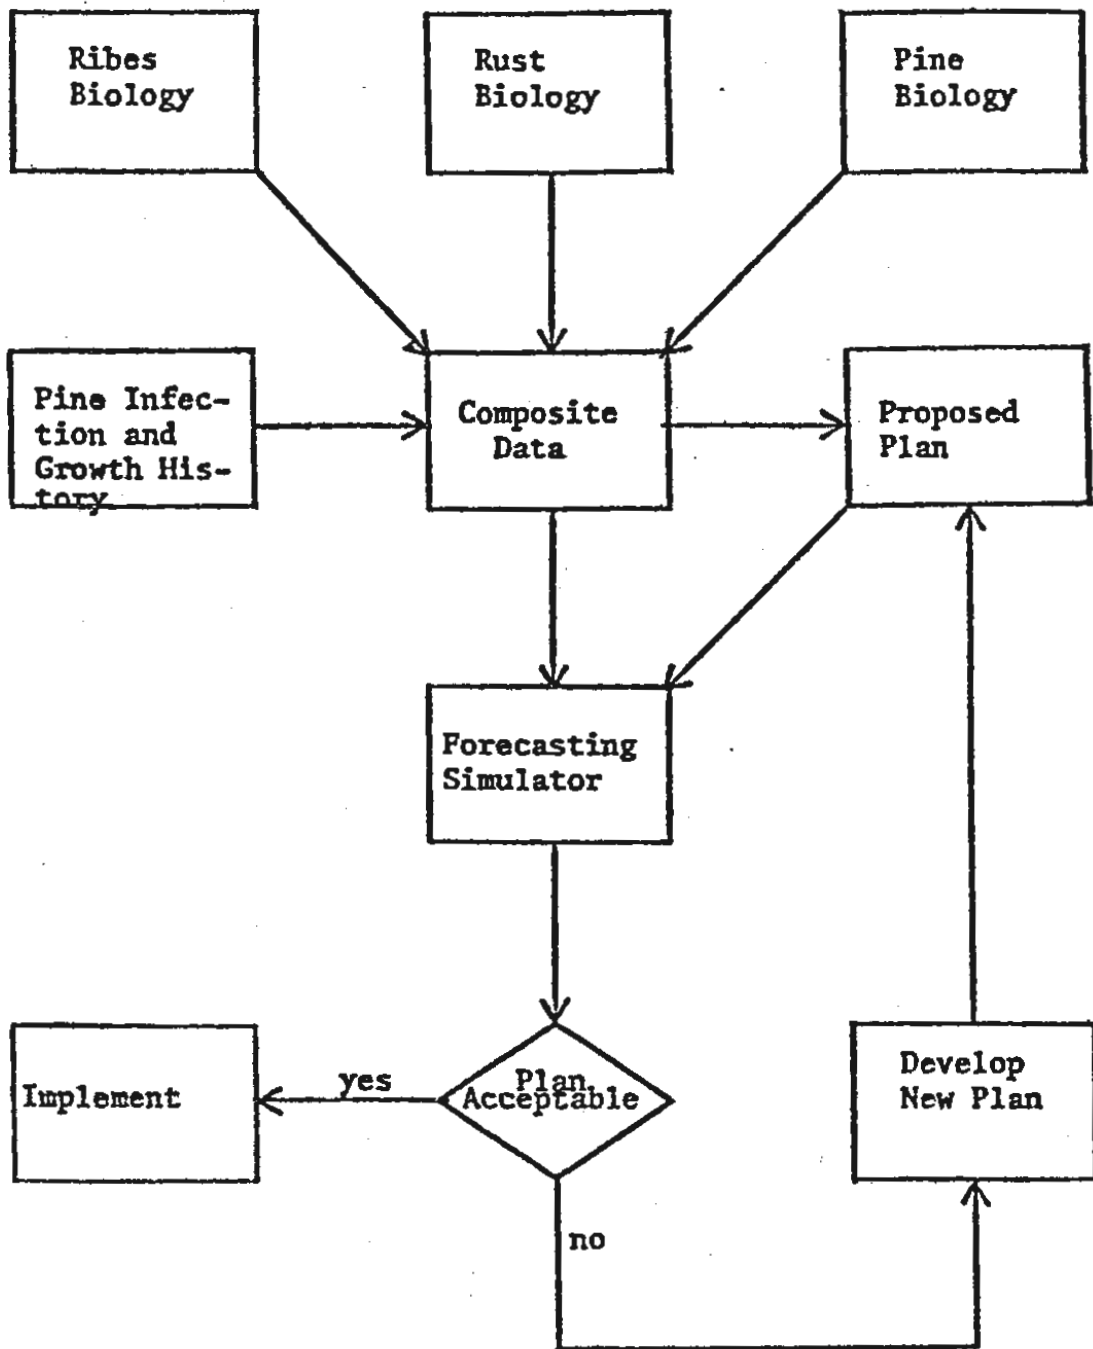 Ribes
Biology
Rust
Biology
Pine
Biology
Pine Infec-
tion and
Growth His-
tory
Composite
Data
Proposed
Plan
Forecasting
Simulator
Implement
yes
Plan
Acceptable
Develop
New Plan
no